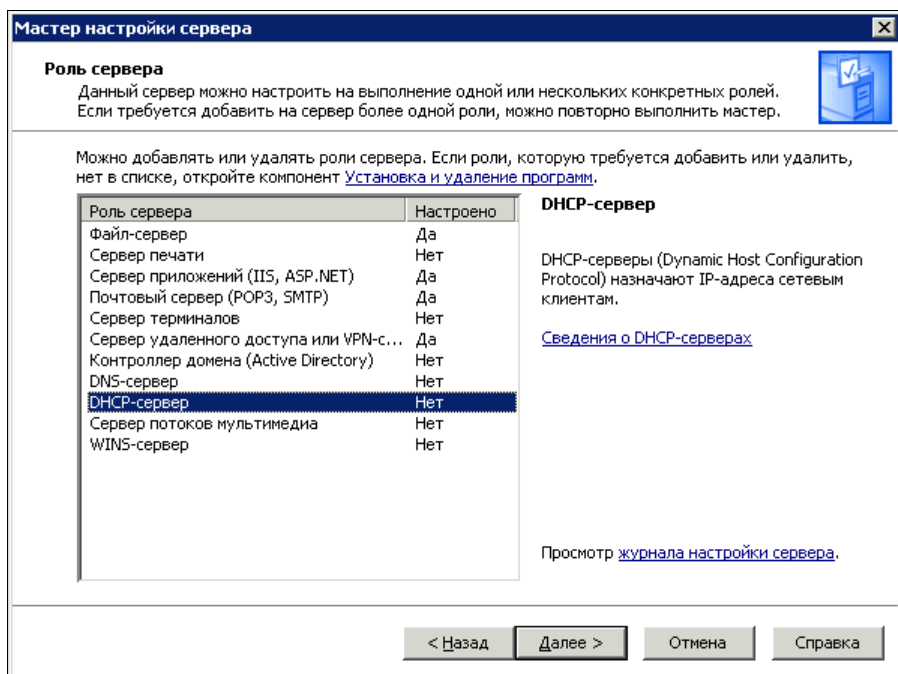 Мастер настройки сервера
Роль сервера
Данный сервер можно настроить на выполнение одной или нескольких конкретных ролей.
Если требуется добавить на сервер более одной роли, можно повторно выполнить мастер.
Можно добавлять или удалять роли сервера. Если роли, которую требуется добавить или удалить,
нет в списке, откройте компонент Установка и удаление программ.
Роль сервера Настроено
Файл-сервер Да
Сервер печати Нет
Сервер приложений (IIS, ASP.NET) Да
Почтовый сервер (POP3, SMTP) Да
Сервер терминалов Нет
Сервер удаленного доступа или VPN-с... Да
Контроллер домена (Active Directory) Нет
DNS-сервер Нет
DHCP-сервер Нет
Сервер потоков мультимедиа Нет
WINS-сервер Нет
DHCP-сервер
DHCP-серверы (Dynamic Host Configuration
Protocol) назначают IP-адреса сетевым
клиентам.
Сведения о DHCP-серверах
Просмотр журнала настройки сервера.
< Назад Далее > Отмена Справка